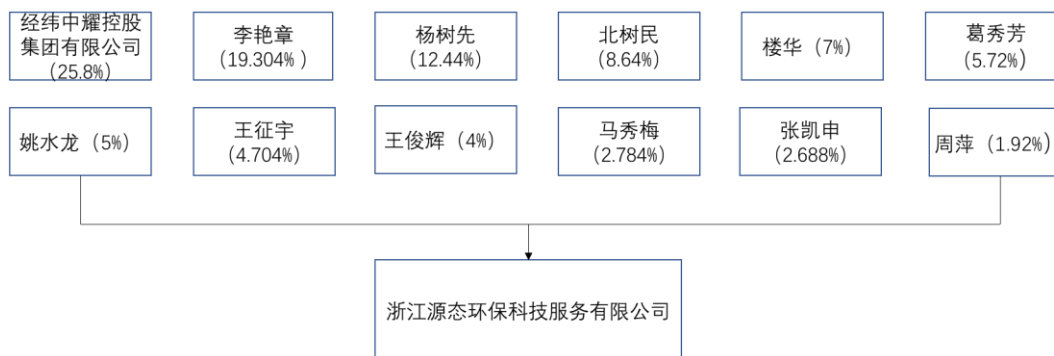 经纬中耀控股
集团有限公司
(25.8%)
李艳章
(19.304% )
杨树先
(12.44%)
北树民
(8.64%)
楼华（7%）
葛秀芳
(5.72%)
姚水龙（5%）
王征宇
(4.704%)
王俊辉（4%）
马秀梅
(2.784%)
张凯申
(2.688%)
周萍（1.92%）
浙江源态环保科技服务有限公司